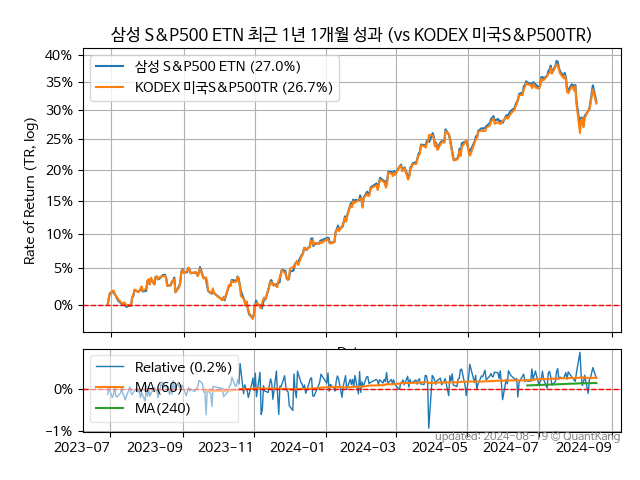 삼성 S&P500 ETN 최근 1년 1개월 성과 (vs KODEX 미국S&P500TR)
40%
35%
30%
25%
20%
15%
10%
5%
0%
Rate of Return (TR, log)
삼성 S&P500 ETN (27.0%)
KODEX 미국S&P500TR (26.7%)
Relative (0.2%)
MA(60)
MA(240)
0%
−1%
2023-07
2023-09
2023-11
2024-01
2024-03
2024-05
2024-07
2024-09
updated: 2024-08-19 © QuantKang